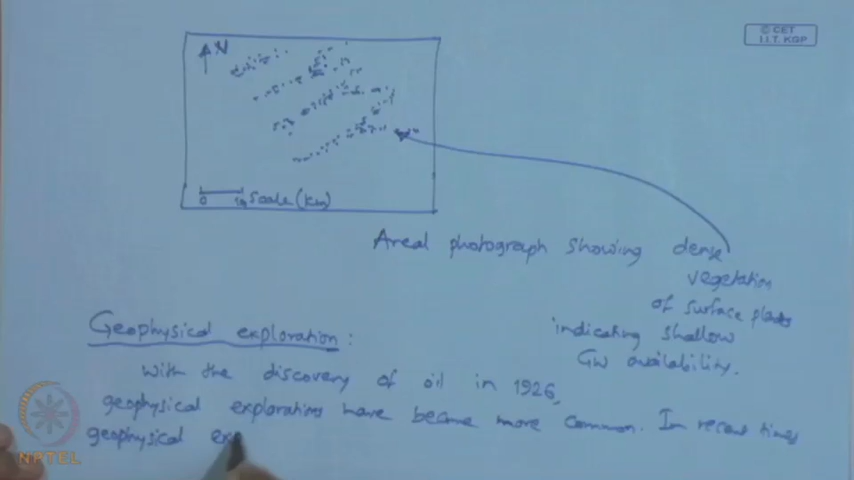 © CET
I.I.T. KGP
N
0 Scale (km)
Areal photograph showing dense
vegetation
of surface plants
indicating shallow
GW availability.
Geophysical exploration:
With the discovery of oil in 1926,
geophysical explorations have become more common. In recent times
geophysical exp
NPTEL